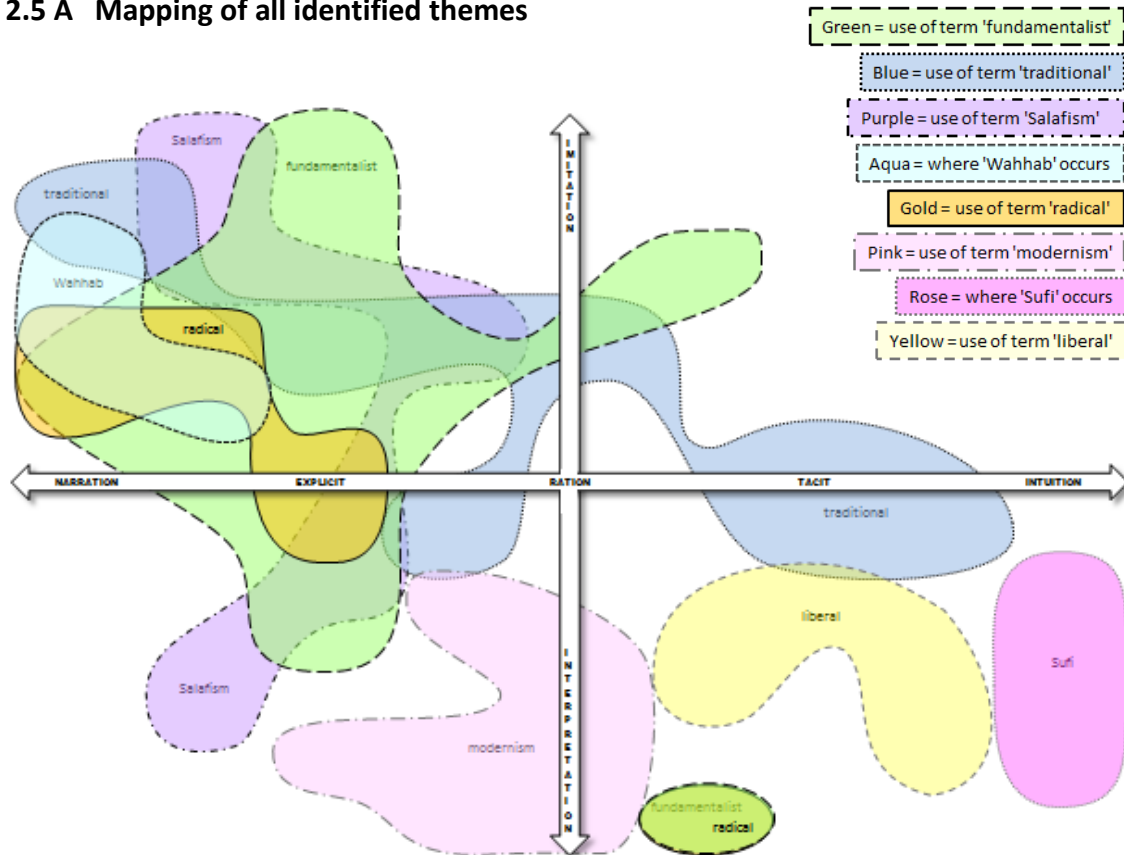 2.5 A Mapping of all identified themes
Green = use of term 'fundamentalist'
Blue = use of term 'traditional'
Purple = use of term 'Salafism'
Aqua = where 'Wahhab' occurs
Gold = use of term 'radical'
Pink = use of term 'modernism'
Rose = where 'Sufi' occurs
Yellow = use of term 'liberal'
Salafism
fundamentalist
traditional
Wahhab
radical
IMITATION
NARRATION EXPLICIT RATION TACIT INTUITION
traditional
liberal
Sufi
Salafism
modernism
INTERPRETATION
fundamentalist
radical